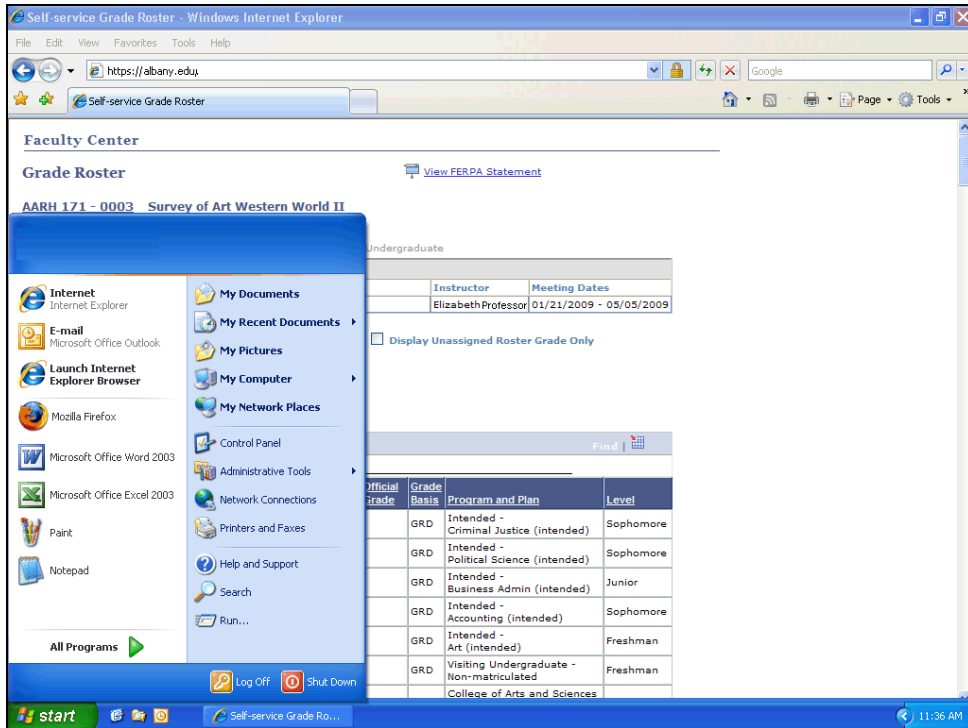 Self-service Grade Roster - Windows Internet Explorer
File Edit View Favorites Tools Help
https://albany.edu
Google
Self-service Grade Roster
Page Tools
Faculty Center
Grade Roster
View FERPA Statement
AARH 171 - 0003 Survey of Art Western World II
Undergraduate
Instructor Meeting Dates
Elizabeth Professor 01/21/2009 - 05/05/2009
Display Unassigned Roster Grade Only
Find |
Official Grade
Grade Basis
Program and Plan
Level
GRD Intended - Sophomore
Criminal Justice (intended)
GRD Intended - Sophomore
Political Science (intended)
GRD Intended - Junior
Business Admin (intended)
GRD Intended - Sophomore
Accounting (intended)
GRD Intended - Freshman
Art (intended)
GRD Visiting Undergraduate - Freshman
Non-matriculated
College of Arts and Sciences
Internet
Internet Explorer
E-mail
Microsoft Office Outlook
Launch Internet
Explorer Browser
Mozilla Firefox
Microsoft Office Word 2003
Microsoft Office Excel 2003
Paint
Notepad
All Programs
My Documents
My Recent Documents
My Pictures
My Computer
My Network Places
Control Panel
Administrative Tools
Network Connections
Printers and Faxes
Help and Support
Search
Run...
Log Off Shut Down
start
Self-service Grade Ro...
11:36 AM